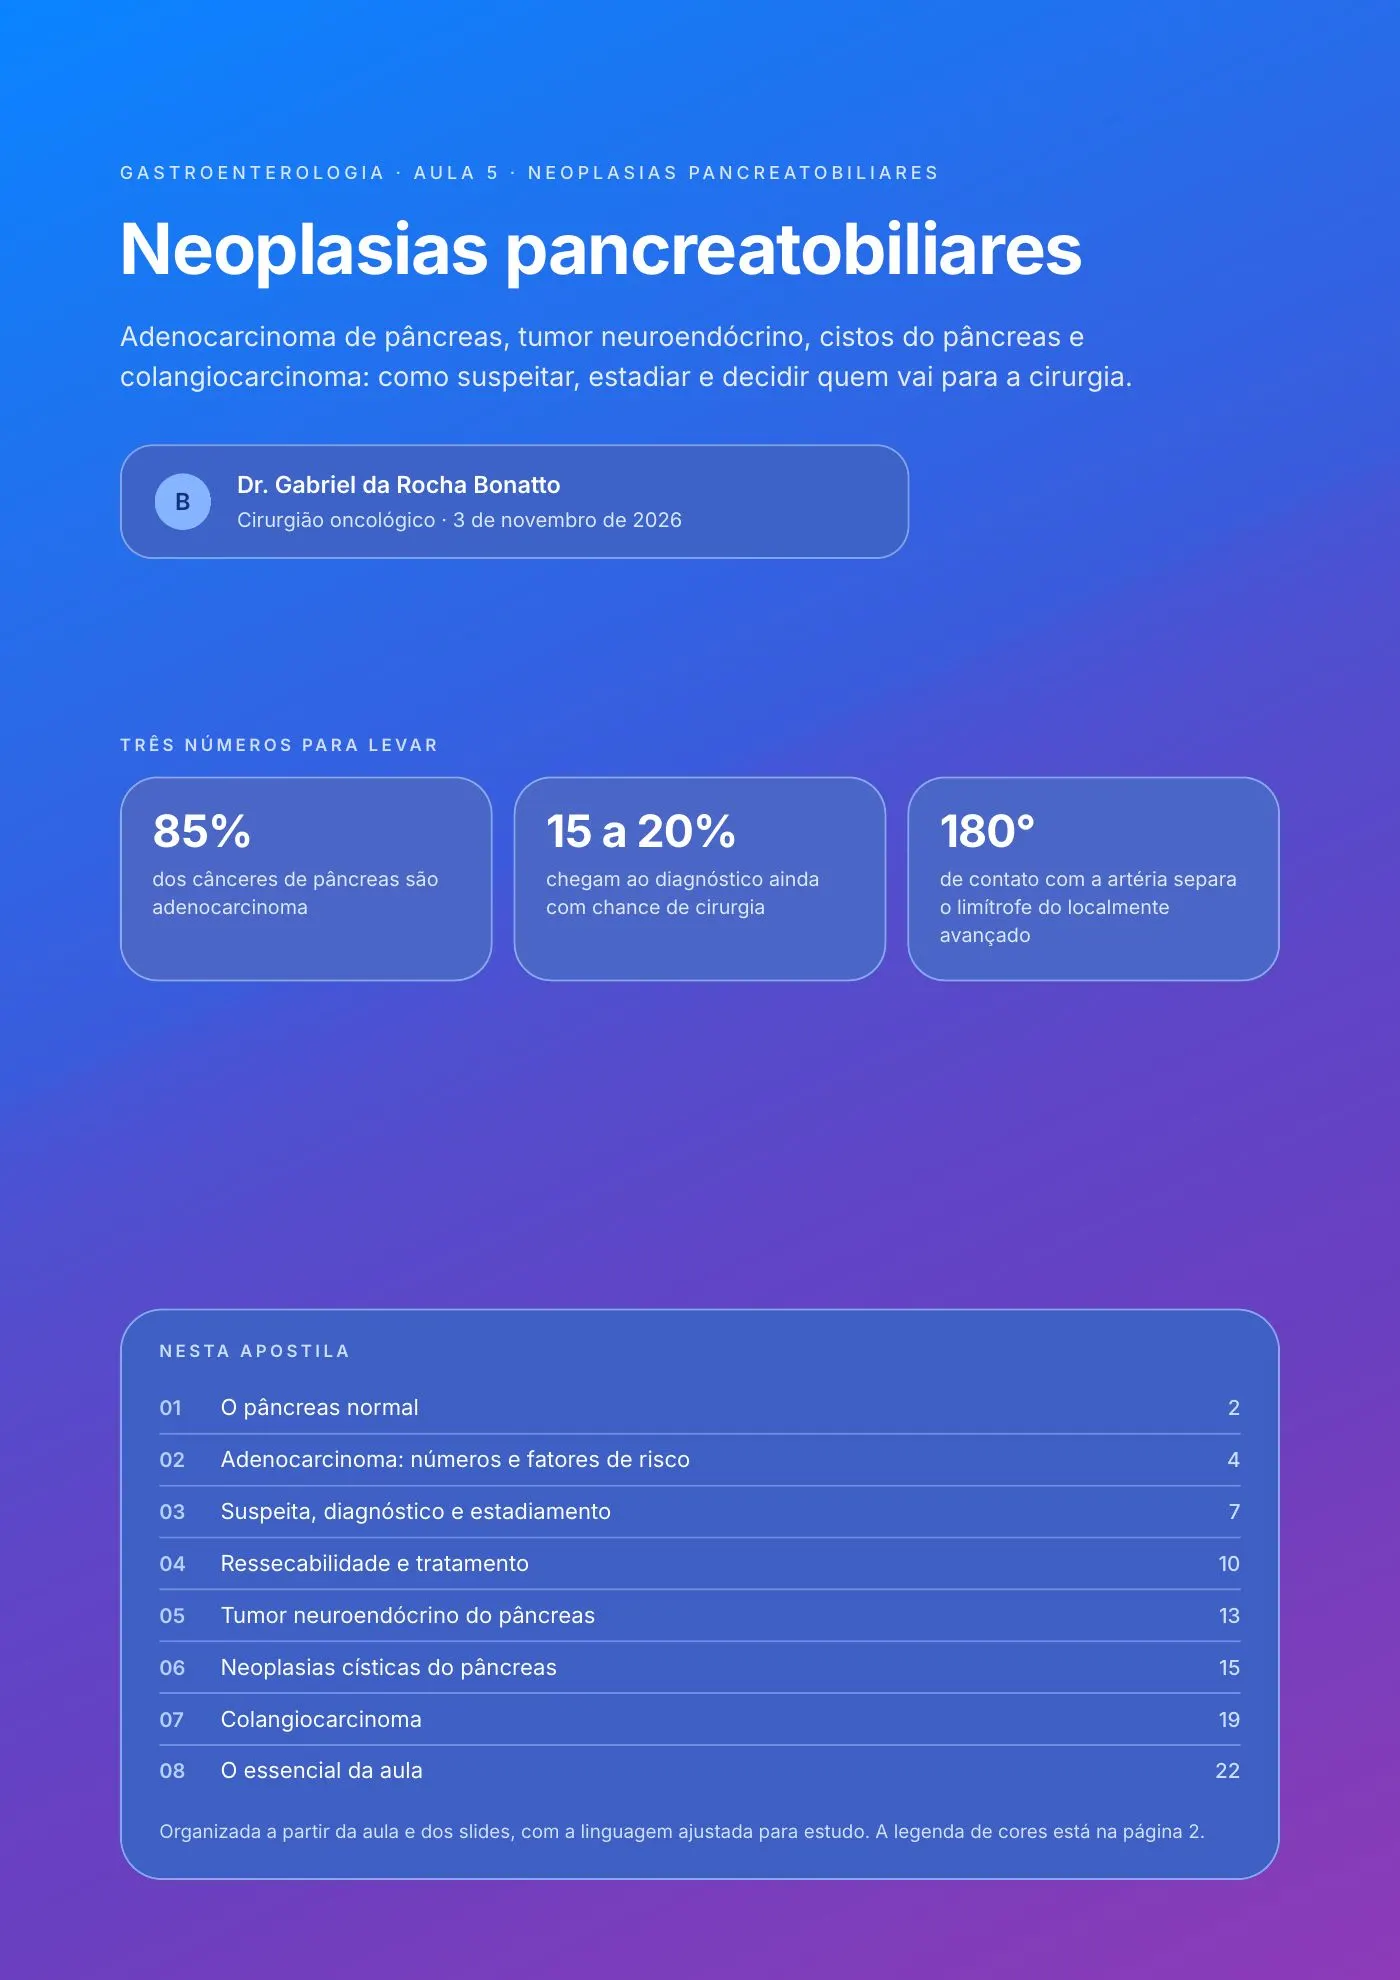 GASTROENTEROLOGIA · AULA 5 · NEOPLASIAS PANCREATOBILIARES
Neoplasias pancreatobiliares
Adenocarcinoma de pâncreas, tumor neuroendócrino, cistos do pâncreas e
colangiocarcinoma: como suspeitar, estadiar e decidir quem vai para a cirurgia.
B
Dr. Gabriel da Rocha Bonatto
Cirurgião oncológico · 3 de novembro de 2026
TRÊS NÚMEROS PARA LEVAR
85%
dos cânceres de pâncreas são
adenocarcinoma
15 a 20%
chegam ao diagnóstico ainda
com chance de cirurgia
180°
de contato com a artéria separa
o limítrofe do localmente
avançado
NESTA APOSTILA
01 O pâncreas normal 2
02 Adenocarcinoma: números e fatores de risco 4
03 Suspeita, diagnóstico e estadiamento 7
04 Ressecabilidade e tratamento 10
05 Tumor neuroendócrino do pâncreas 13
06 Neoplasias císticas do pâncreas 15
07 Colangiocarcinoma 19
08 O essencial da aula 22
Organizada a partir da aula e dos slides, com a linguagem ajustada para estudo. A legenda de cores está na página 2.